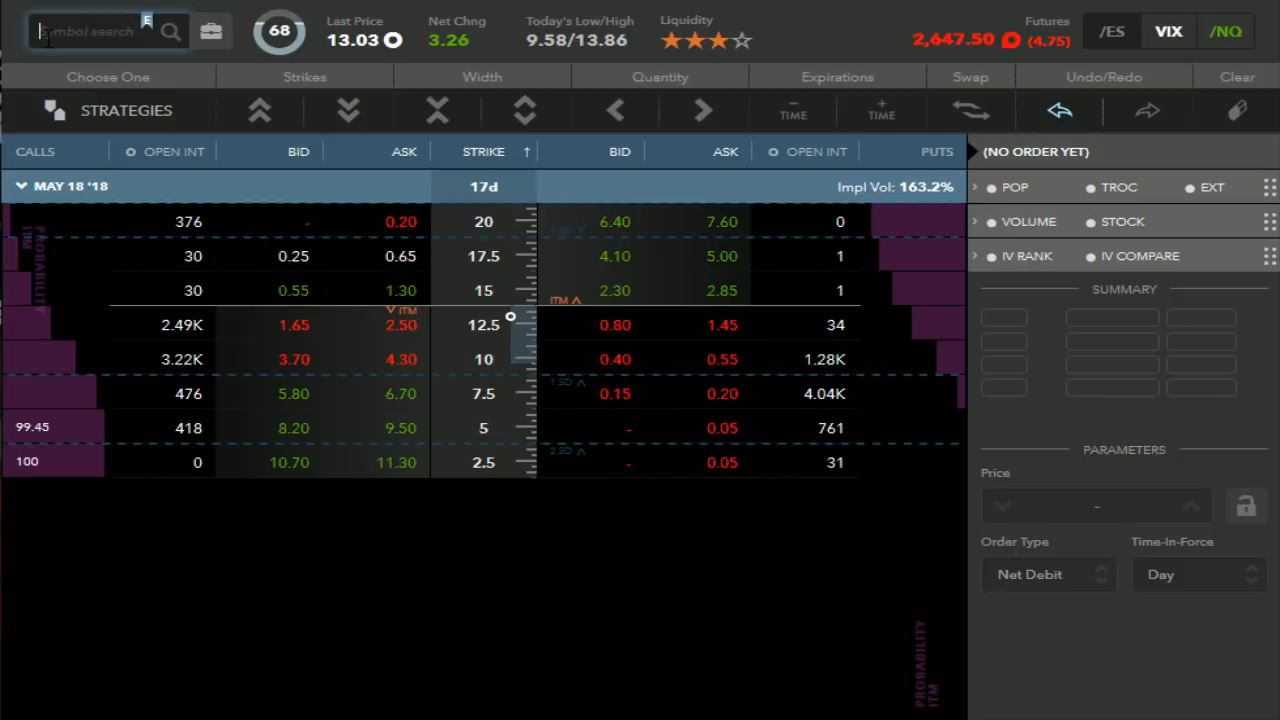 Symbol search
E
68
Last Price
13.03
Net Chng
3.26
Today's Low/High
9.58/13.86
Liquidity
Futures
2,647.50 (4.75)
/ES VIX /NQ
Choose One Strikes Width Quantity Expirations Swap Undo/Redo Clear
STRATEGIES − TIME + TIME
CALLS OPEN INT BID ASK STRIKE ↑ BID ASK OPEN INT PUTS
MAY 18 '18 17d Impl Vol: 163.2%
376 - 0.20 20 6.40 7.60 0
30 0.25 0.65 17.5 4.10 5.00 1
30 0.55 1.30 15 2.30 2.85 1
ITM
ITM
2.49K 1.65 2.50 12.5 0.80 1.45 34
3.22K 3.70 4.30 10 0.40 0.55 1.28K
1 SD
476 5.80 6.70 7.5 0.15 0.20 4.04K
99.45 418 8.20 9.50 5 - 0.05 761
2 SD
100 0 10.70 11.30 2.5 - 0.05 31
PROBABILITY ITM
PROBABILITY
(NO ORDER YET)
POP TROC EXT
VOLUME STOCK
IV RANK IV COMPARE
SUMMARY
PARAMETERS
Price
-
Order Type Time-In-Force
Net Debit Day